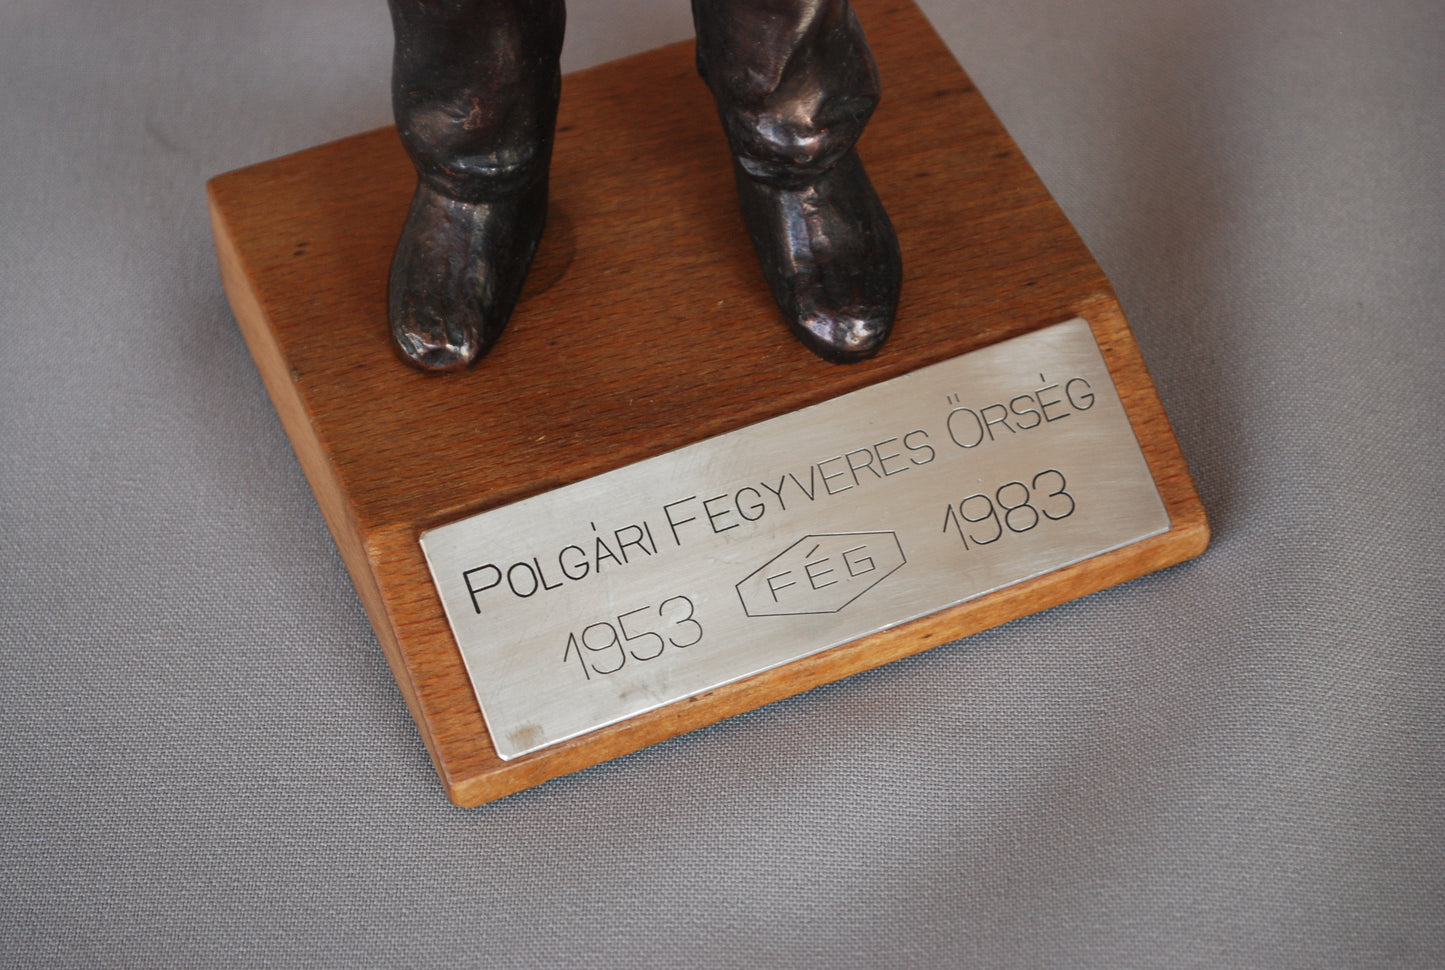 POLGÁRI FEGYVERES ÖRSÉG
1953 FÉG 1983